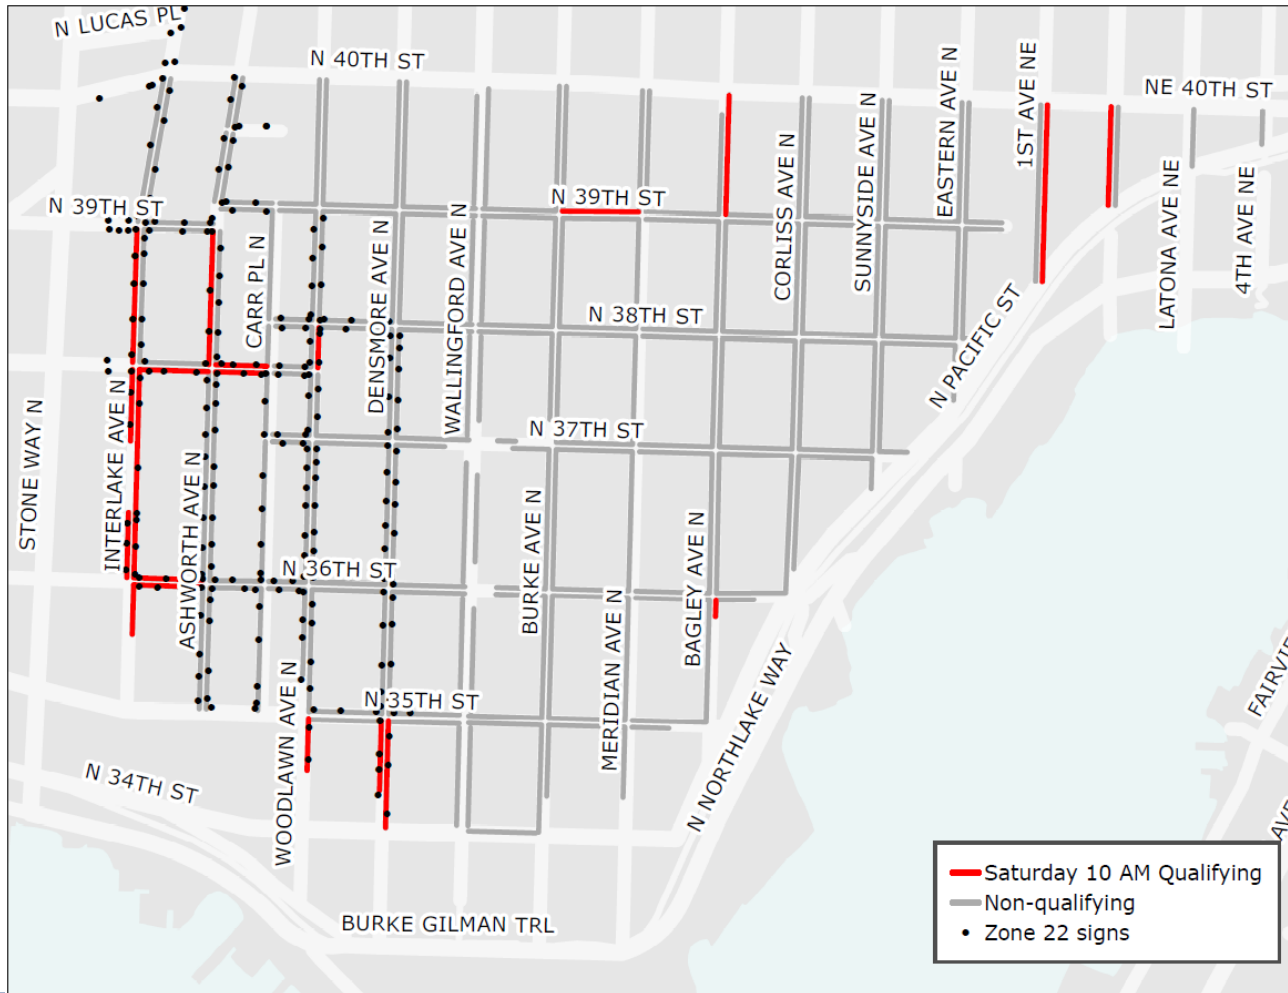 N LUCAS PL
N 40TH ST
NE 40TH ST
1ST AVE NE
EASTERN AVE N
SUNNYSIDE AVE N
CORLISS AVE N
N 39TH ST
N 39TH ST
LATONA AVE NE
4TH AVE NE
CARR PL N
DENSMORE AVE N
WALLINGFORD AVE N
N 38TH ST
N PACIFIC ST
N 37TH ST
STONE WAY N
INTERLAKE AVE N
ASHWORTH AVE N
N 36TH ST
BURKE AVE N
MERIDIAN AVE N
BAGLEY AVE N
N 35TH ST
WOODLAWN AVE N
N NORTHLAKE WAY
N 34TH ST
FAIRVIE
AVE
BURKE GILMAN TRL
Saturday 10 AM Qualifying
Non-qualifying
Zone 22 signs